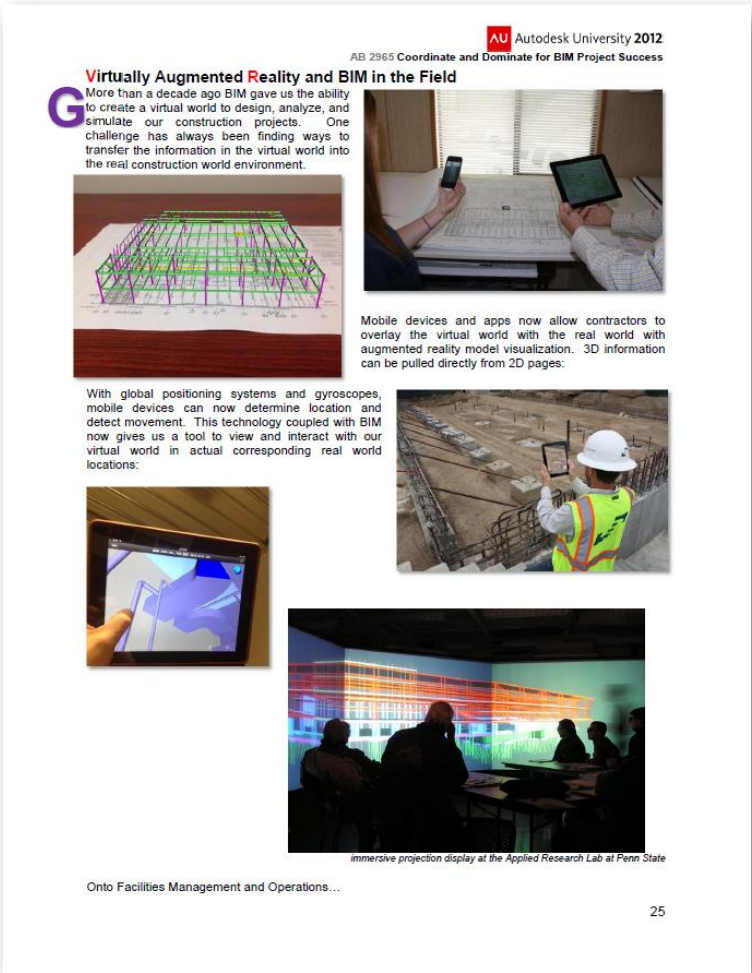 AU Autodesk University 2012
AB 2965 Coordinate and Dominate for BIM Project Success
Virtually Augmented Reality and BIM in the Field
G
More than a decade ago BIM gave us the ability
to create a virtual world to design, analyze, and
simulate our construction projects. One
challenge has always been finding ways to
transfer the information in the virtual world into
the real construction world environment.
Mobile devices and apps now allow contractors to
overlay the virtual world with the real world with
augmented reality model visualization. 3D information
can be pulled directly from 2D pages:
With global positioning systems and gyroscopes,
mobile devices can now determine location and
detect movement. This technology coupled with BIM
now gives us a tool to view and interact with our
virtual world in actual corresponding real world
locations:
immersive projection display at the Applied Research Lab at Penn State
Onto Facilities Management and Operations…
25